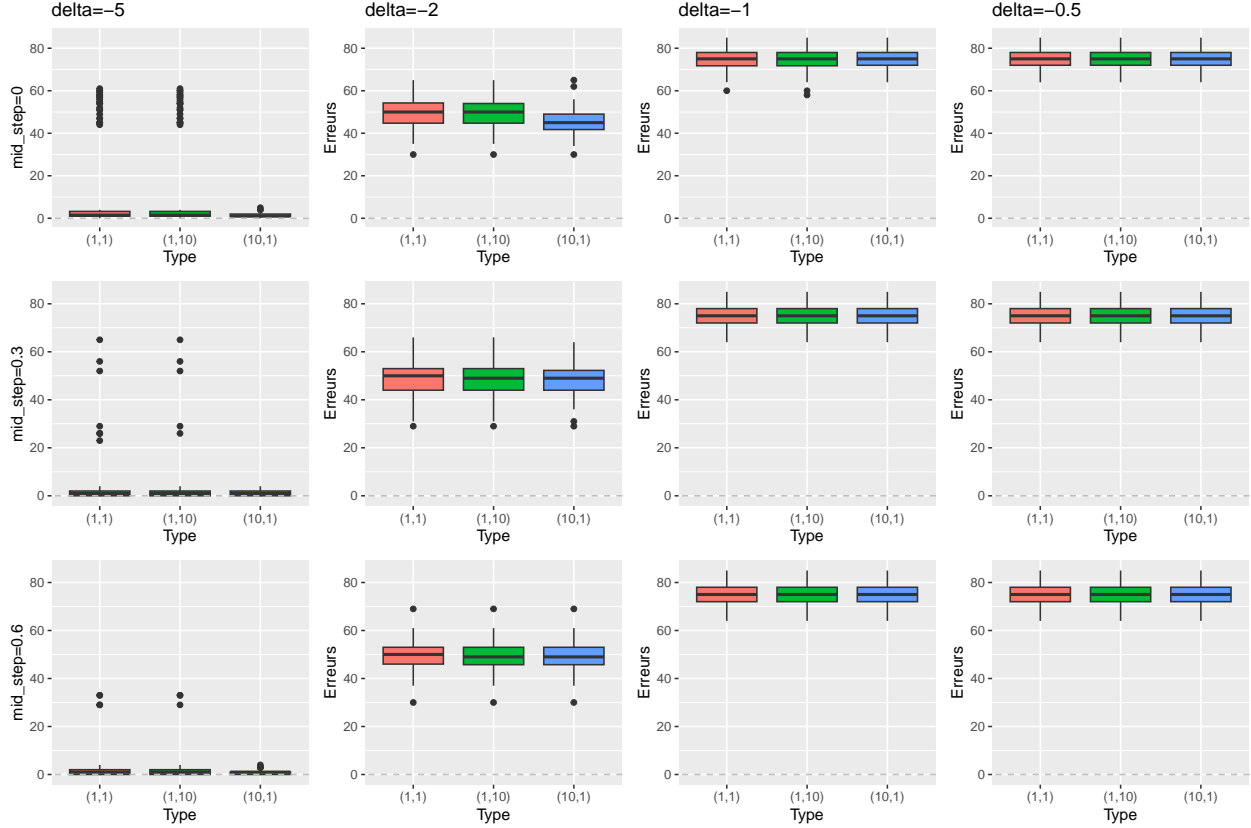 delta=−5 delta=−2 delta=−1 delta=−0.5
mid_step=0
80
60
40
20
0
(1,1) (1,10) (10,1)
Type
Erreurs
80
60
40
20
0
(1,1) (1,10) (10,1)
Type
Erreurs
80
60
40
20
0
(1,1) (1,10) (10,1)
Type
Erreurs
80
60
40
20
0
(1,1) (1,10) (10,1)
Type
mid_step=0.3
80
60
40
20
0
(1,1) (1,10) (10,1)
Type
Erreurs
80
60
40
20
0
(1,1) (1,10) (10,1)
Type
Erreurs
80
60
40
20
0
(1,1) (1,10) (10,1)
Type
Erreurs
80
60
40
20
0
(1,1) (1,10) (10,1)
Type
mid_step=0.6
80
60
40
20
0
(1,1) (1,10) (10,1)
Type
Erreurs
80
60
40
20
0
(1,1) (1,10) (10,1)
Type
Erreurs
80
60
40
20
0
(1,1) (1,10) (10,1)
Type
Erreurs
80
60
40
20
0
(1,1) (1,10) (10,1)
Type